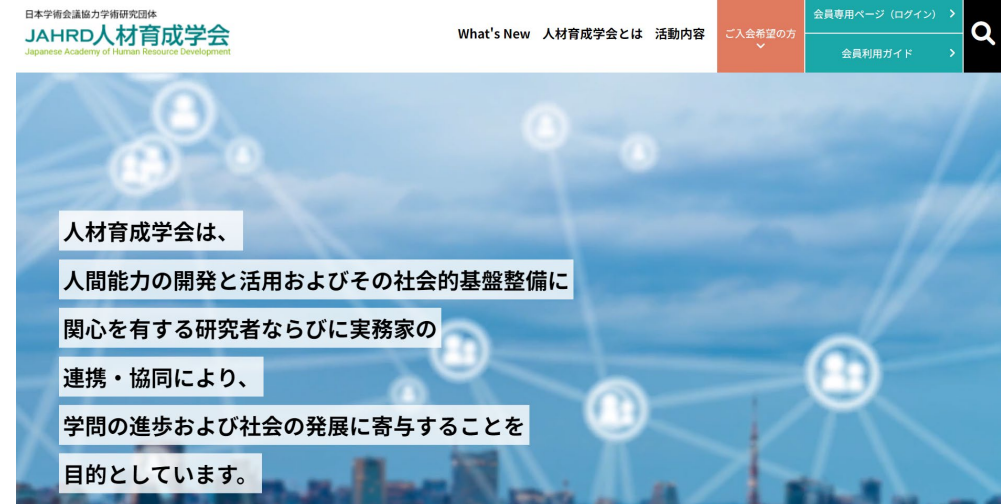 日本学術会議協力学術研究団体
JAHRD人材育成学会
Japanese Academy of Human Resource Development
What's New 人材育成学会とは 活動内容
ご入会希望の方
会員専用ページ（ログイン）
会員利用ガイド
人材育成学会は、
人間能力の開発と活用およびその社会的基盤整備に
関心を有する研究者ならびに実務家の
連携・協同により、
学問の進歩および社会の発展に寄与することを
目的としています。